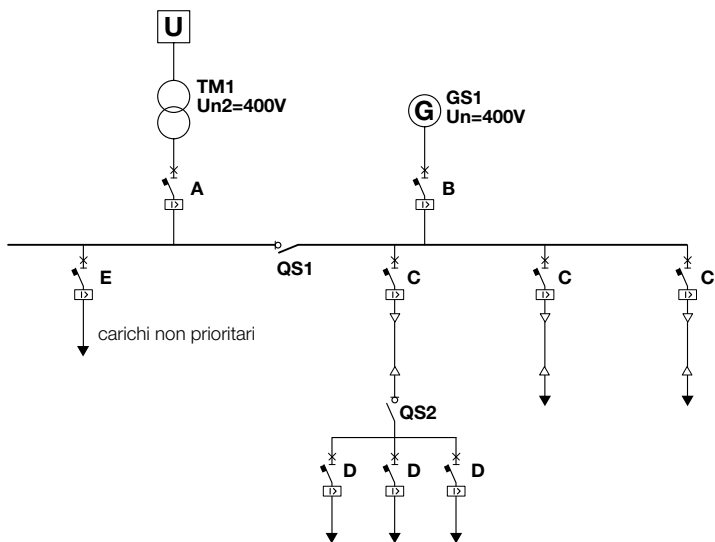 U
TM1
Un2=400V
G
GS1
Un=400V
A
B
I>
I>
QS1
E
C
C
C
I>
I>
I>
I>
carichi non prioritari
QS2
D
D
D
I>
I>
I>